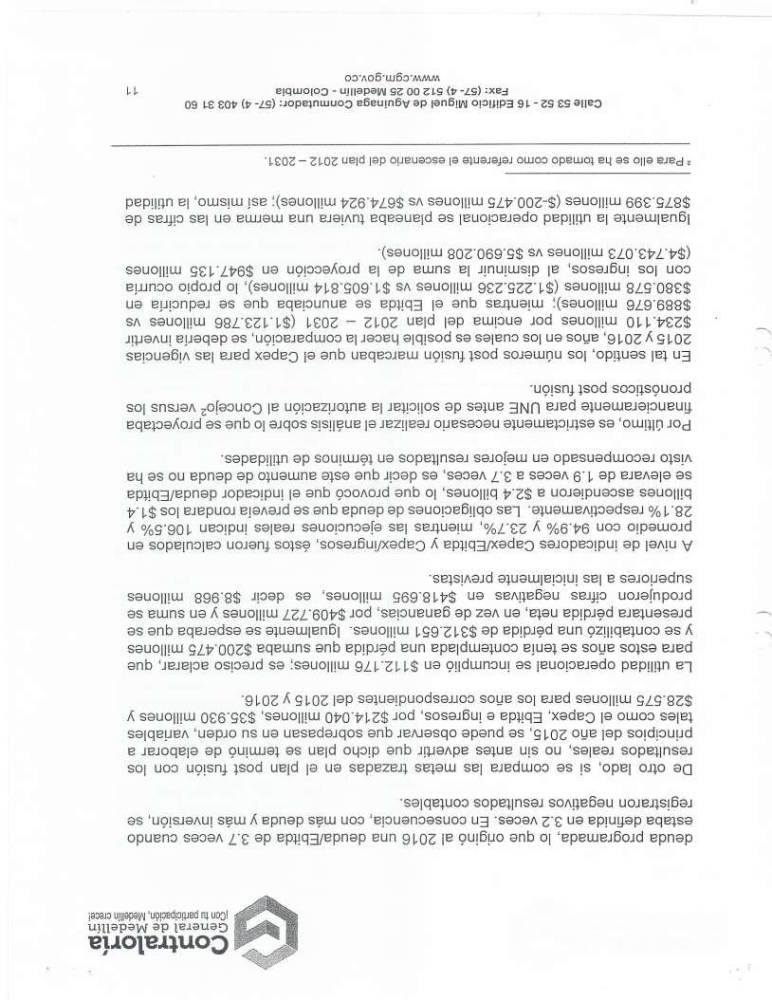 Contraloría
General de Medellín
¡Con tu participación, Medellín crece!
deuda programada, lo que originó al 2016 una deuda/Ebitda de 3.7 veces cuando
estaba definida en 3.2 veces. En consecuencia, con más deuda y más inversión, se
registraron negativos resultados contables.
De otro lado, si se compara las metas trazadas en el plan post fusión con los
resultados reales, no sin antes advertir que dicho plan se terminó de elaborar a
principios del año 2015, se puede observar que sobrepasan en su orden, variables
tales como el Capex, Ebitda e ingresos, por $214.040 millones, $35.930 millones y
$28.575 millones para los años correspondientes del 2015 y 2016.
La utilidad operacional se incumplió en $112.176 millones; es preciso aclarar, que
para estos años se tenía contemplada una pérdida que sumaba $200.475 millones
y se contabilizó una pérdida de $312.651 millones. Igualmente se esperaba que se
presentara pérdida neta, en vez de ganancias, por $409.727 millones y en suma se
produjeron cifras negativas en $418.695 millones, es decir $8.968 millones
superiores a las inicialmente previstas.
A nivel de indicadores Capex/Ebitda y Capex/ingresos, éstos fueron calculados en
promedio con 94.9% y 23.7%, mientras las ejecuciones reales indican 106.5% y
28.1% respectivamente. Las obligaciones de deuda que se preveía rondara los $1.4
billones ascendieron a $2.4 billones, lo que provocó que el indicador deuda/Ebitda
se elevara de 1.9 veces a 3.7 veces, es decir que este aumento de deuda no se ha
visto recompensado en mejores resultados en términos de utilidades.
Por último, es estrictamente necesario realizar el análisis sobre lo que se proyectaba
financieramente para UNE antes de solicitar la autorización al Concejo² versus los
pronósticos post fusión.
En tal sentido, los números post fusión marcaban que el Capex para las vigencias
2015 y 2016, años en los cuales es posible hacer la comparación, se debería invertir
$234.110 millones por encima del plan 2012 – 2031 ($1.123.786 millones vs
$889.676 millones); mientras que el Ebitda se anunciaba que se reduciría en
$380.578 millones ($1.225.236 millones vs $1.605.814 millones), lo propio ocurría
con los ingresos, al disminuir la suma de la proyección en $947.135 millones
($4.743.073 millones vs $5.690.208 millones).
Igualmente la utilidad operacional se planeaba tuviera una merma en las cifras de
$875.399 millones ($-200.475 millones vs $674.924 millones); así mismo, la utilidad
² Para ello se ha tomado como referente el escenario del plan 2012 – 2031.
Calle 53 52 - 16 Edificio Miguel de Aguinaga Conmutador: (57- 4) 403 31 60
Fax: (57- 4) 512 00 25 Medellín - Colombia
www.cgm.gov.co
11